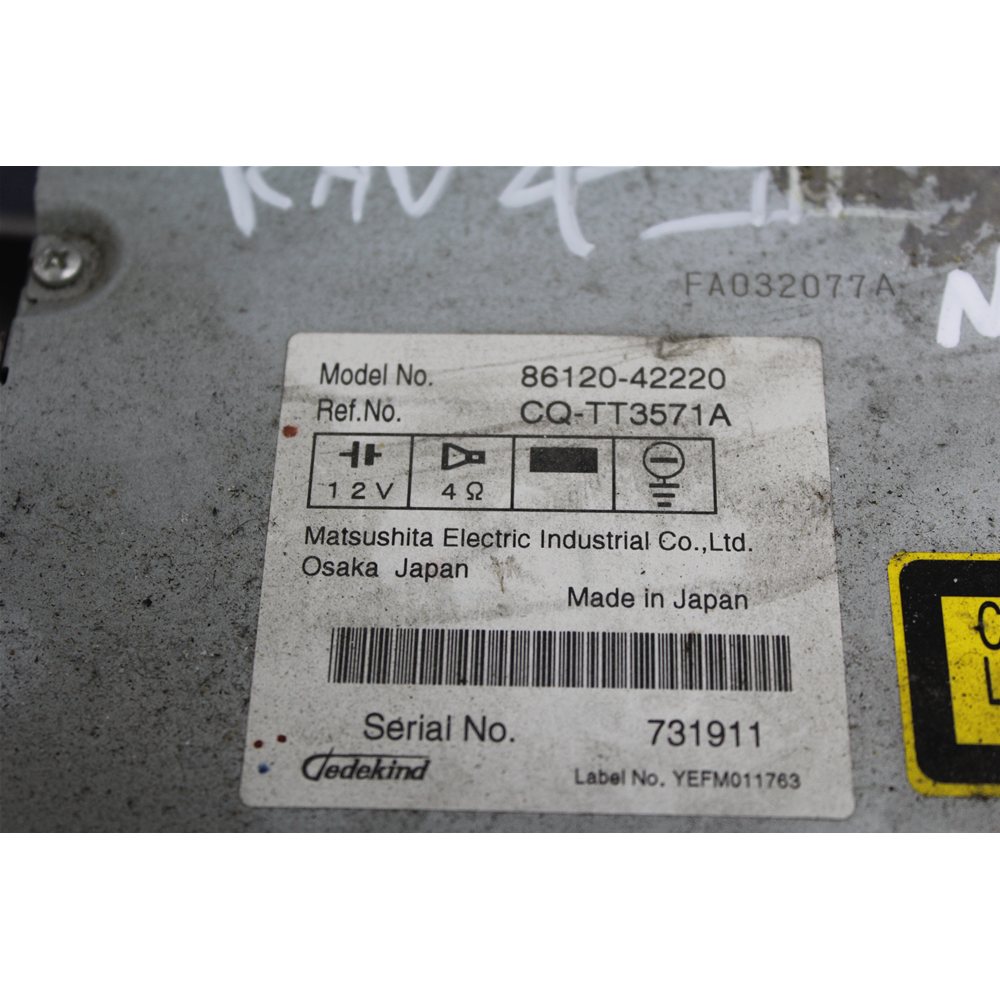 RAV4
FA032077A
N
Model No. 86120-42220
Ref.No. CQ-TT3571A
12V 4Ω
Matsushita Electric Industrial Co.,Ltd.
Osaka Japan
Made in Japan
Serial No. 731911
Dedekind Label No. YEFM011763
C
L